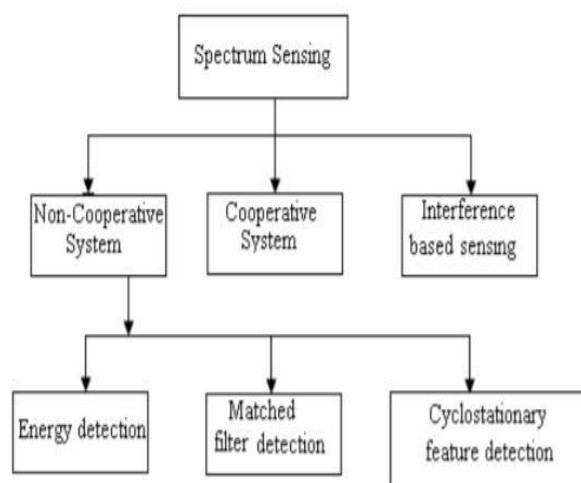 Spectrum Sensing
Non-Cooperative
System
Cooperative
System
Interference
based sensing
Energy detection
Matched
filter detection
Cyclostationary
feature detection